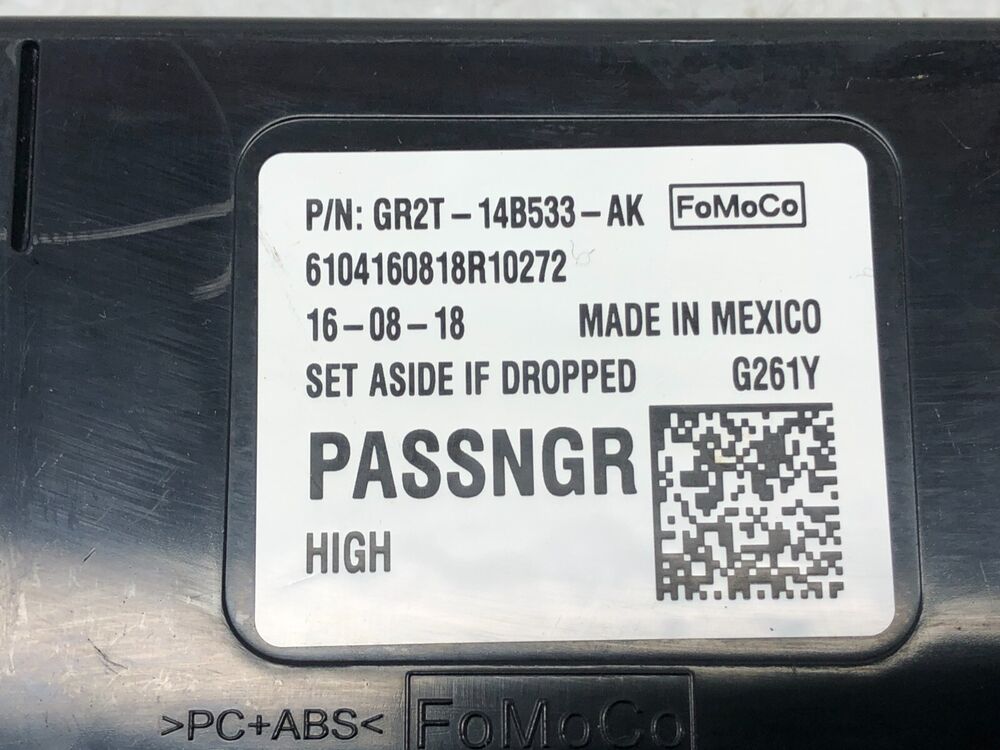 P/N: GR2T-14B533-AK FoMoCo
6104160818R10272
16-08-18 MADE IN MEXICO
SET ASIDE IF DROPPED G261Y
PASSNGR
HIGH
>PC+ABS< FoMoCo